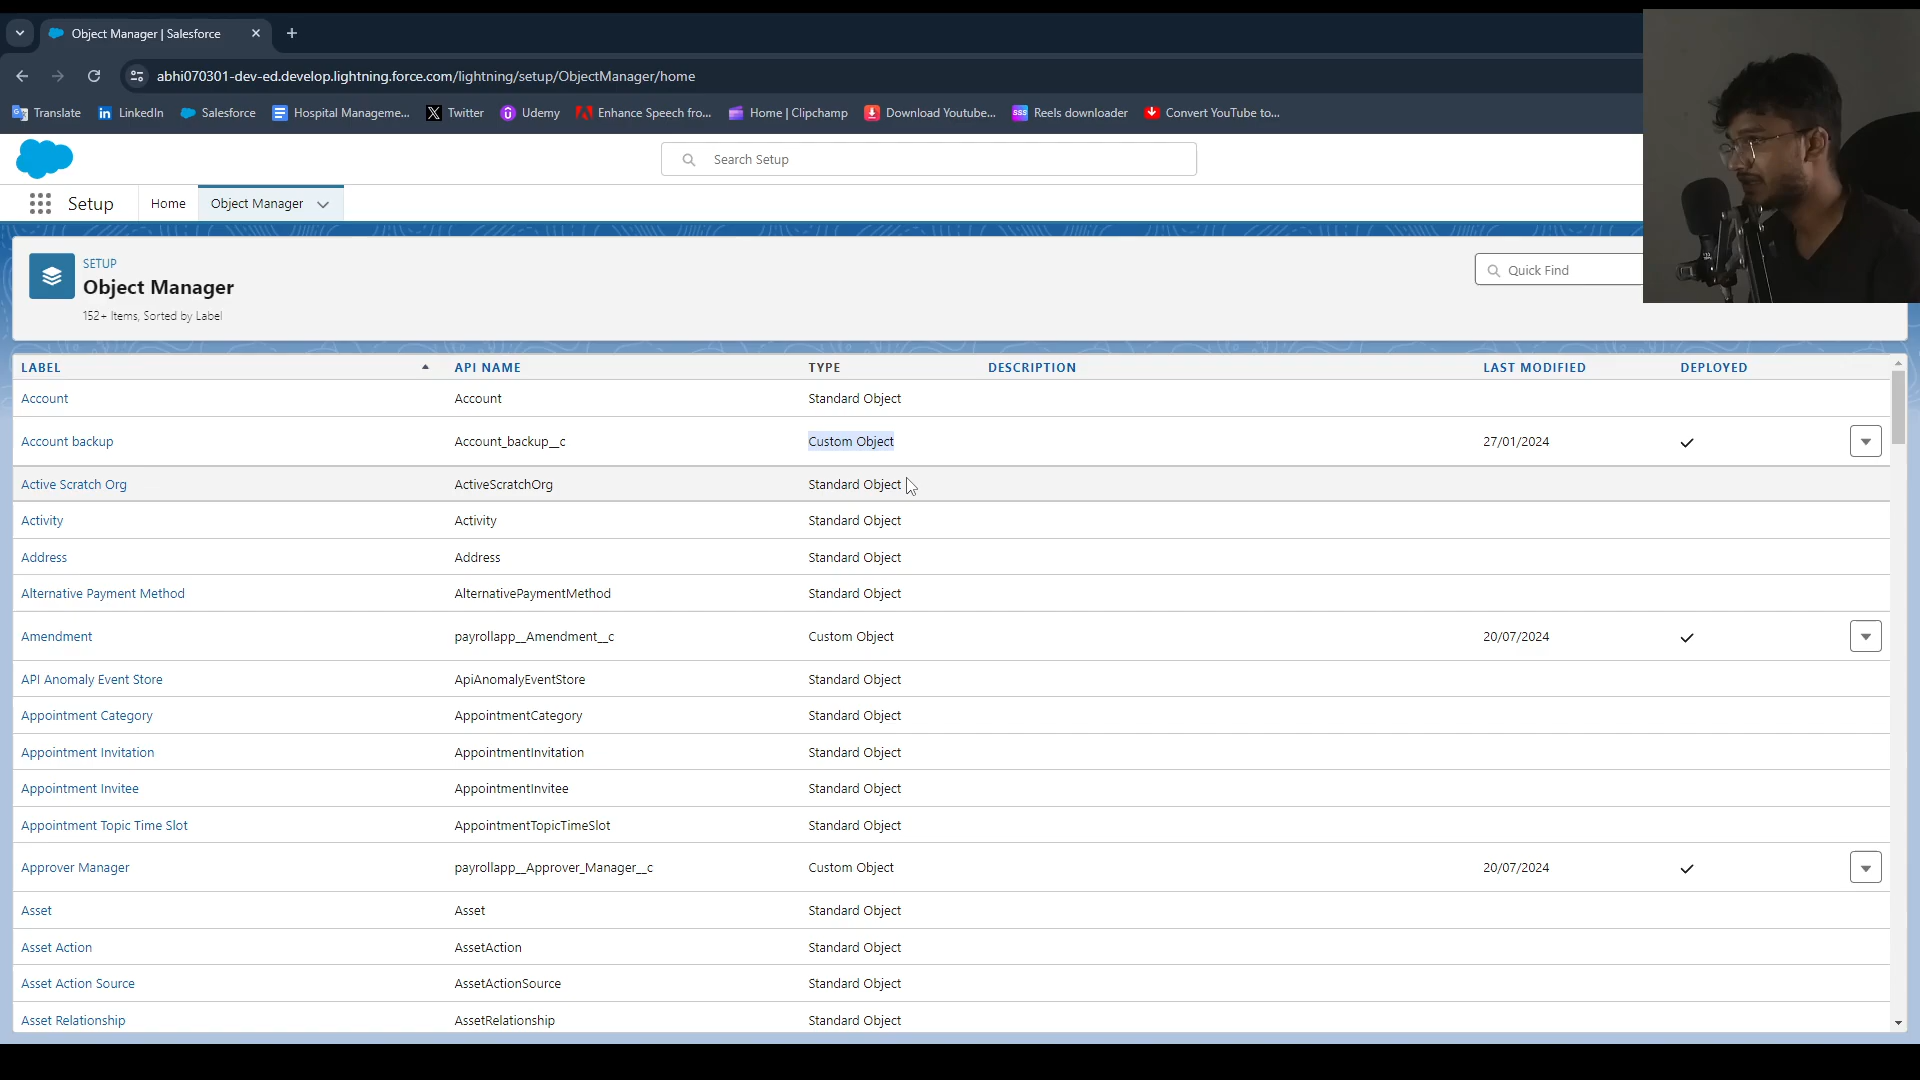 Object Manager | Salesforce
abhi070301-dev-ed.develop.lightning.force.com/lightning/setup/ObjectManager/home
Translate LinkedIn Salesforce Hospital Manageme... Twitter Udemy Enhance Speech fro... Home | Clipchamp Download Youtube... Reels downloader Convert YouTube to...
Search Setup
Setup Home Object Manager
SETUP
Object Manager
152+ Items, Sorted by Label
Quick Find
LABEL API NAME TYPE DESCRIPTION LAST MODIFIED DEPLOYED
Account Account Standard Object
Account backup Account_backup__c Custom Object 27/01/2024
Active Scratch Org ActiveScratchOrg Standard Object
Activity Activity Standard Object
Address Address Standard Object
Alternative Payment Method AlternativePaymentMethod Standard Object
Amendment payrollapp__Amendment__c Custom Object 20/07/2024
API Anomaly Event Store ApiAnomalyEventStore Standard Object
Appointment Category AppointmentCategory Standard Object
Appointment Invitation AppointmentInvitation Standard Object
Appointment Invitee AppointmentInvitee Standard Object
Appointment Topic Time Slot AppointmentTopicTimeSlot Standard Object
Approver Manager payrollapp__Approver_Manager__c Custom Object 20/07/2024
Asset Asset Standard Object
Asset Action AssetAction Standard Object
Asset Action Source AssetActionSource Standard Object
Asset Relationship AssetRelationship Standard Object